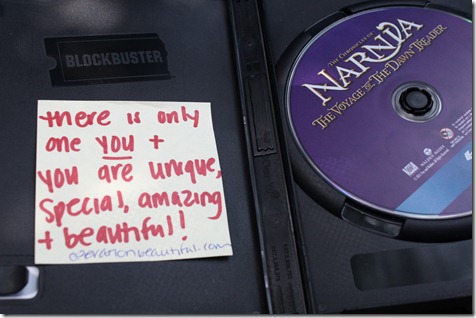 BLOCKBUSTER
there is only
one you +
you are unique,
special, amazing
+ beautiful!
operationbeautiful.com
THE CHRONICLES OF
NARNIA
THE VOYAGE OF THE DAWN TREADER